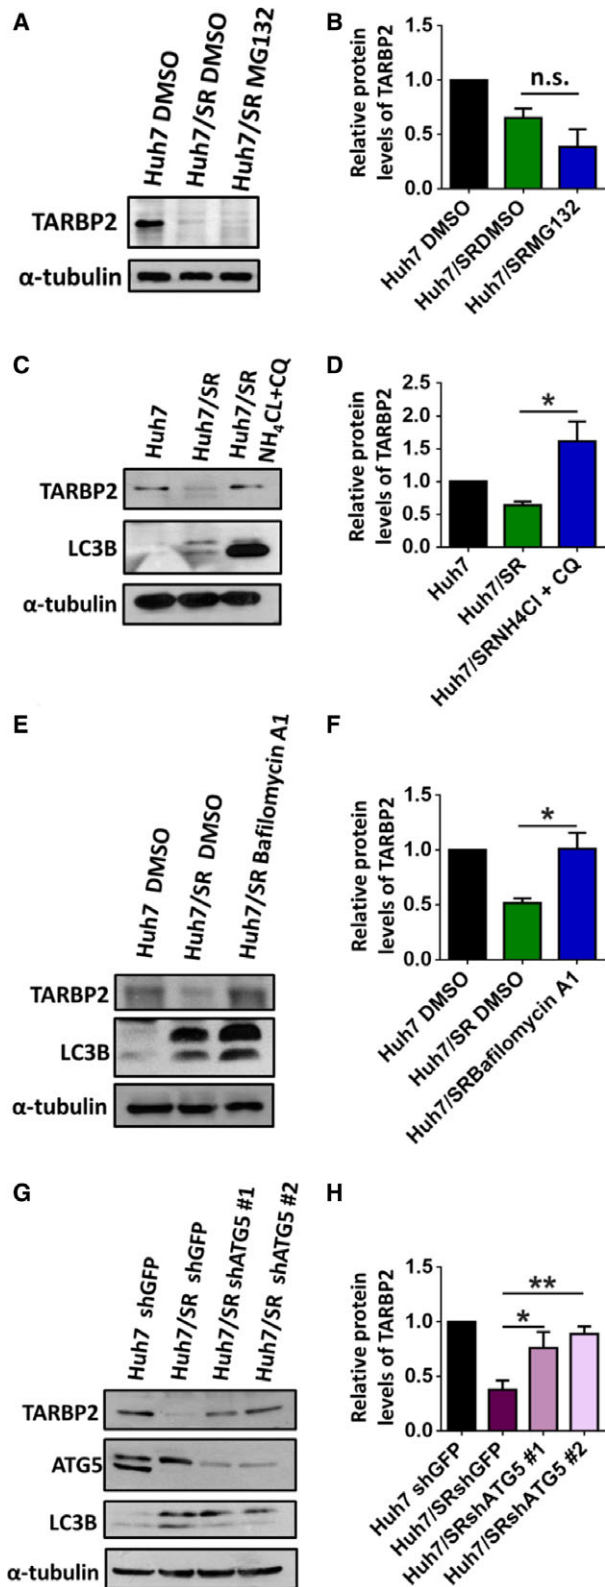 A
Huh7 DMSO
Huh7/SR DMSO
Huh7/SR MG132
TARBP2
α-tubulin
B
Relative protein
levels of TARBP2
1.5
1.0
0.5
0.0
n.s.
Huh7 DMSO
Huh7/SRDMSO
Huh7/SRMG132
C
Huh7
Huh7/SR
Huh7/SR
NH4CL+CQ
TARBP2
LC3B
α-tubulin
D
Relative protein
levels of TARBP2
2.5
2.0
1.5
1.0
0.5
0.0
*
Huh7
Huh7/SR
Huh7/SRNH4Cl + CQ
E
Huh7 DMSO
Huh7/SR DMSO
Huh7/SR Bafilomycin A1
TARBP2
LC3B
α-tubulin
F
Relative protein
levels of TARBP2
1.5
1.0
0.5
0.0
*
Huh7 DMSO
Huh7/SR DMSO
Huh7/SRBafilomycin A1
G
Huh7 shGFP
Huh7/SR shGFP
Huh7/SR shATG5 #1
Huh7/SR shATG5 #2
TARBP2
ATG5
LC3B
α-tubulin
H
Relative protein
levels of TARBP2
1.5
1.0
0.5
0.0
**
*
Huh7 shGFP
Huh7/SRshGFP
Huh7/SRshATG5 #1
Huh7/SRshATG5 #2